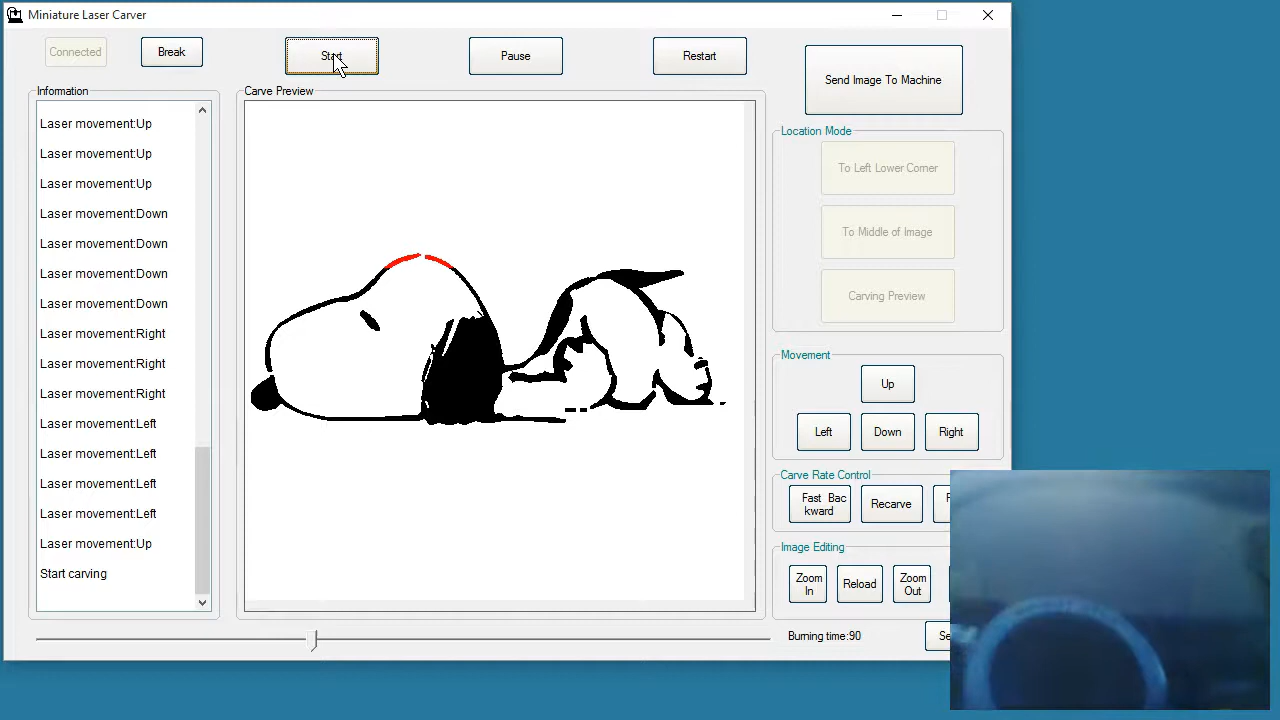 Miniature Laser Carver
Connected
Break
Start
Pause
Restart
Send Image To Machine
Information
Laser movement:Up
Laser movement:Up
Laser movement:Up
Laser movement:Down
Laser movement:Down
Laser movement:Down
Laser movement:Down
Laser movement:Right
Laser movement:Right
Laser movement:Right
Laser movement:Left
Laser movement:Left
Laser movement:Left
Laser movement:Left
Laser movement:Up
Start carving
Carve Preview
Location Mode
To Left Lower Corner
To Middle of Image
Carving Preview
Movement
Up
Left
Down
Right
Carve Rate Control
Fast Bac
kward
Recarve
Image Editing
Zoom
In
Reload
Zoom
Out
Burning time:90